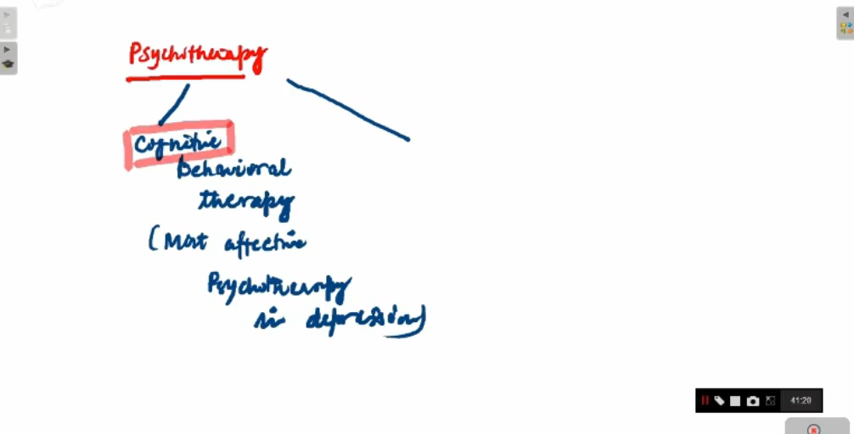 Psychotherapy
Cognitive
Behavioral
therapy
(Most affective
Psychotherapy
in depression)
41:20